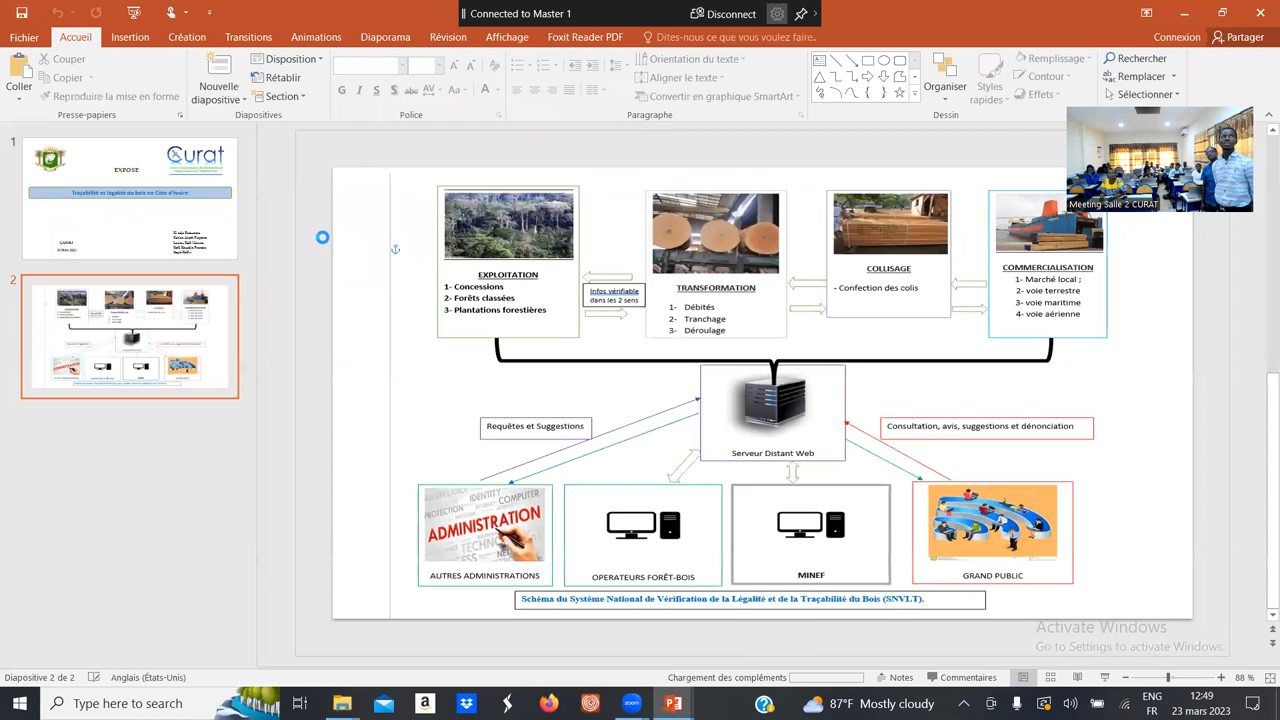 Connected to Master 1
Disconnect
Fichier
Accueil
Insertion
Création
Transitions
Animations
Diaporama
Révision
Affichage
Foxit Reader PDF
Dites-nous ce que vous voulez faire..
Connexion
Partager
Coller
Couper
Copier
Reproduire la mise en forme
Presse-papiers
Nouvelle
diapositive
Disposition
Rétablir
Section
Diapositives
G
I
S
S
abc
AV
Aa
A
Police
Orientation du texte
Aligner le texte
Convertir en graphique SmartArt
Paragraphe
Organiser
Styles
rapides
Remplissage
Contour
Effets
Dessin
Rechercher
Remplacer
Sélectionner
Meeting Salle 2 CURAT
1
EXPOSE
Curat
Traçabilité et légalité du bois en Côte d'Ivoire
2
EXPLOITATION
1- Concessions
2- Forêts classées
3- Plantations forestières
Infos vérifiable
dans les 2 sens
TRANSFORMATION
1- Débités
2- Tranchage
3- Déroulage
COLLISAGE
- Confection des colis
COMMERCIALISATION
1- Marché local ;
2- voie terrestre
3- voie maritime
4- voie aérienne
Requêtes et Suggestions
Serveur Distant Web
Consultation, avis, suggestions et dénonciation
IDENTITY
COMPUTER
PROTECTION
ADMINISTRATION
AUTRES ADMINISTRATIONS
OPERATEURS FORÊT-BOIS
MINEF
GRAND PUBLIC
Schéma du Système National de Vérification de la Légalité et de la Traçabilité du Bois (SNVLT).
Activate Windows
Go to Settings to activate Windows.
Diapositive 2 de 2
Anglais (États-Unis)
Chargement des compléments
Notes
Commentaires
88 %
Type here to search
zoom
87°F Mostly cloudy
ENG
FR
12:49
23 mars 2023